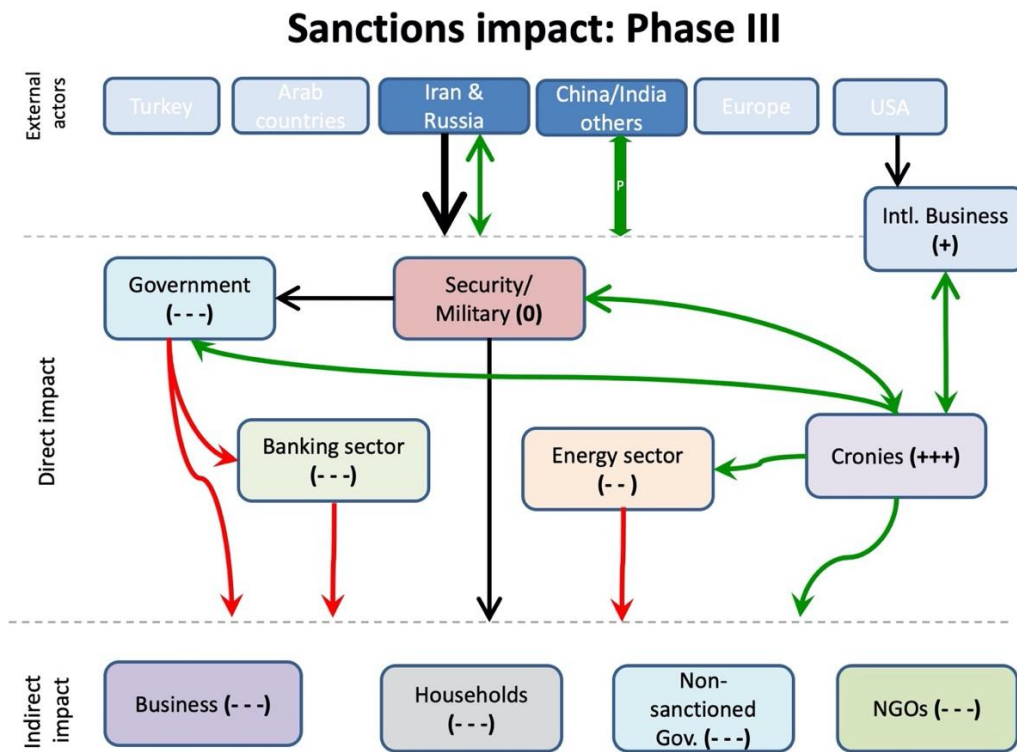 Sanctions impact: Phase III
External
actors
Turkey
Arab
countries
Iran &
Russia
China/India
others
Europe
USA
P
Intl. Business
(+)
Direct impact
Government
(- - -)
Security/
Military (0)
Banking sector
(- - -)
Energy sector
(- - )
Cronies (+++)
Indirect
impact
Business (- - -)
Households
(- - -)
Non-
sanctioned
Gov. (- - -)
NGOs (- - -)